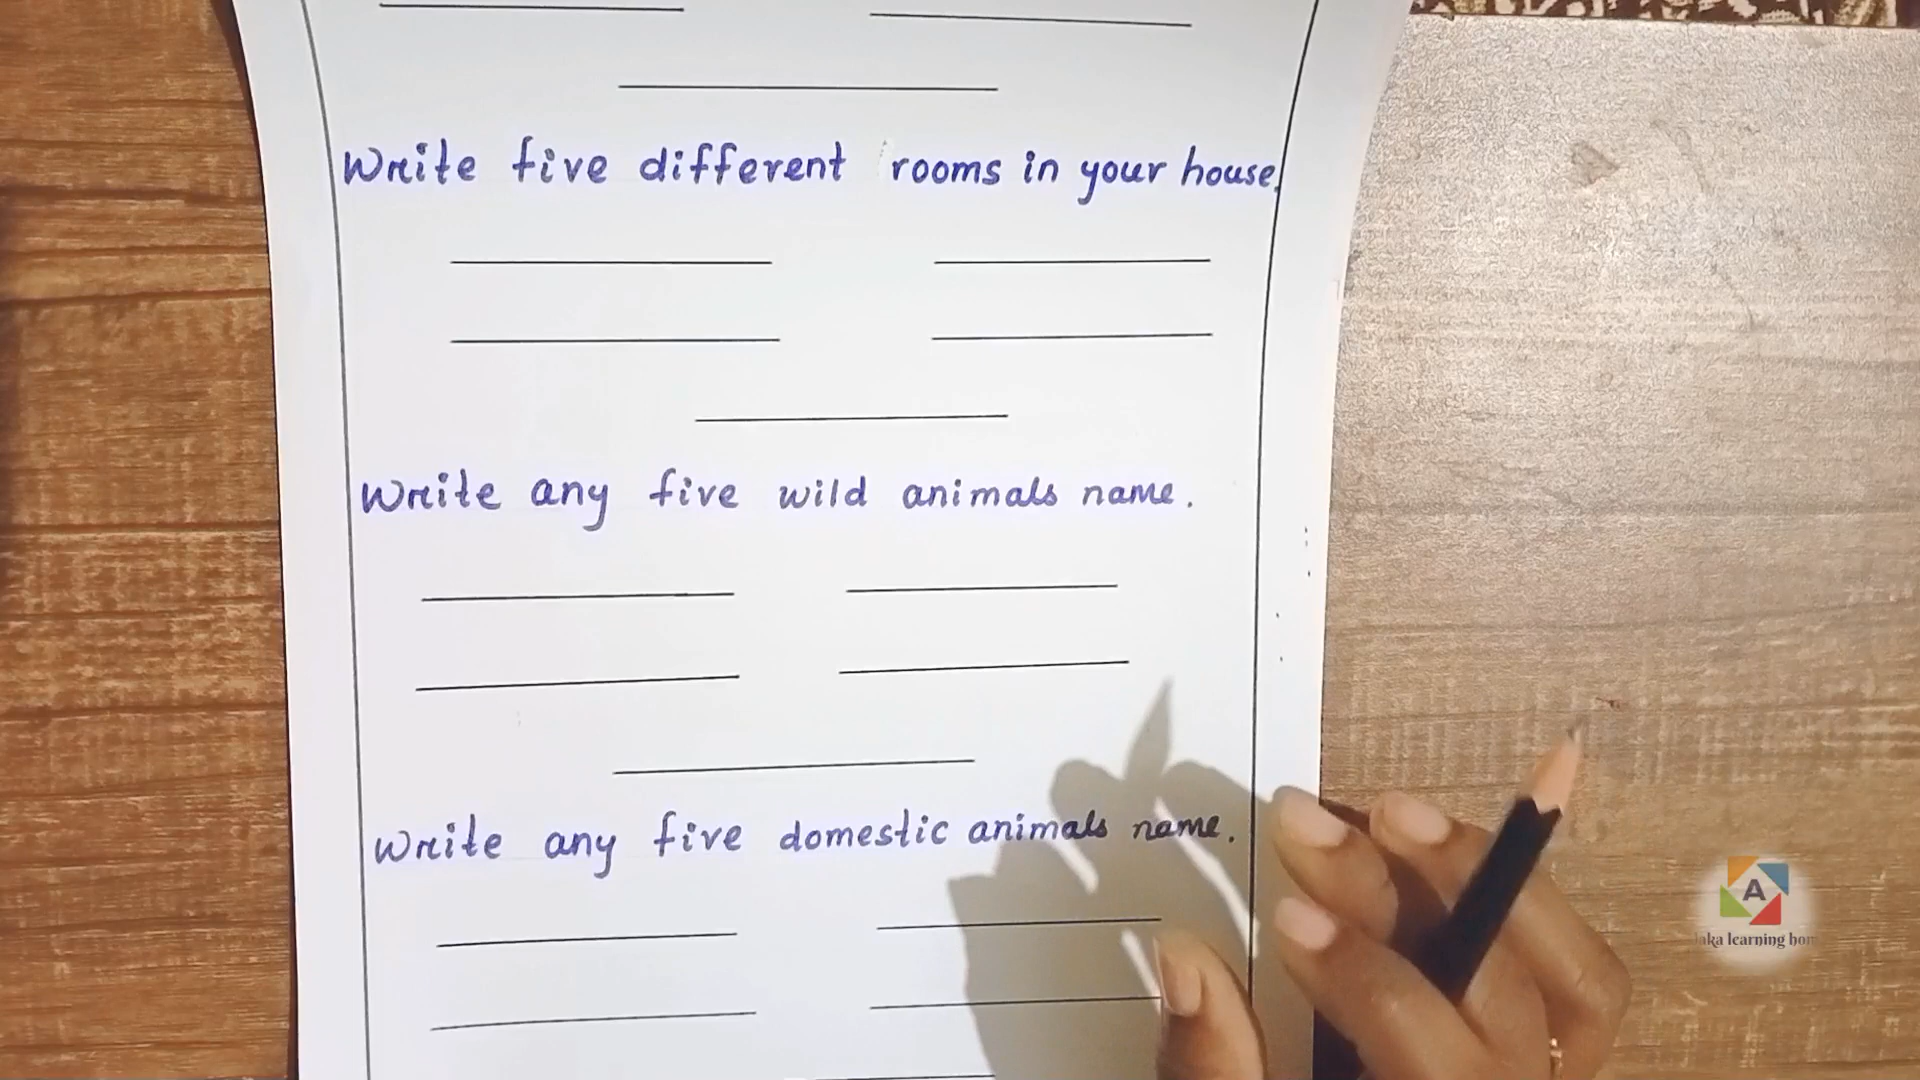 Write five different rooms in your house.
Write any five wild animals name.
Write any five domestic animals name.
A
learning